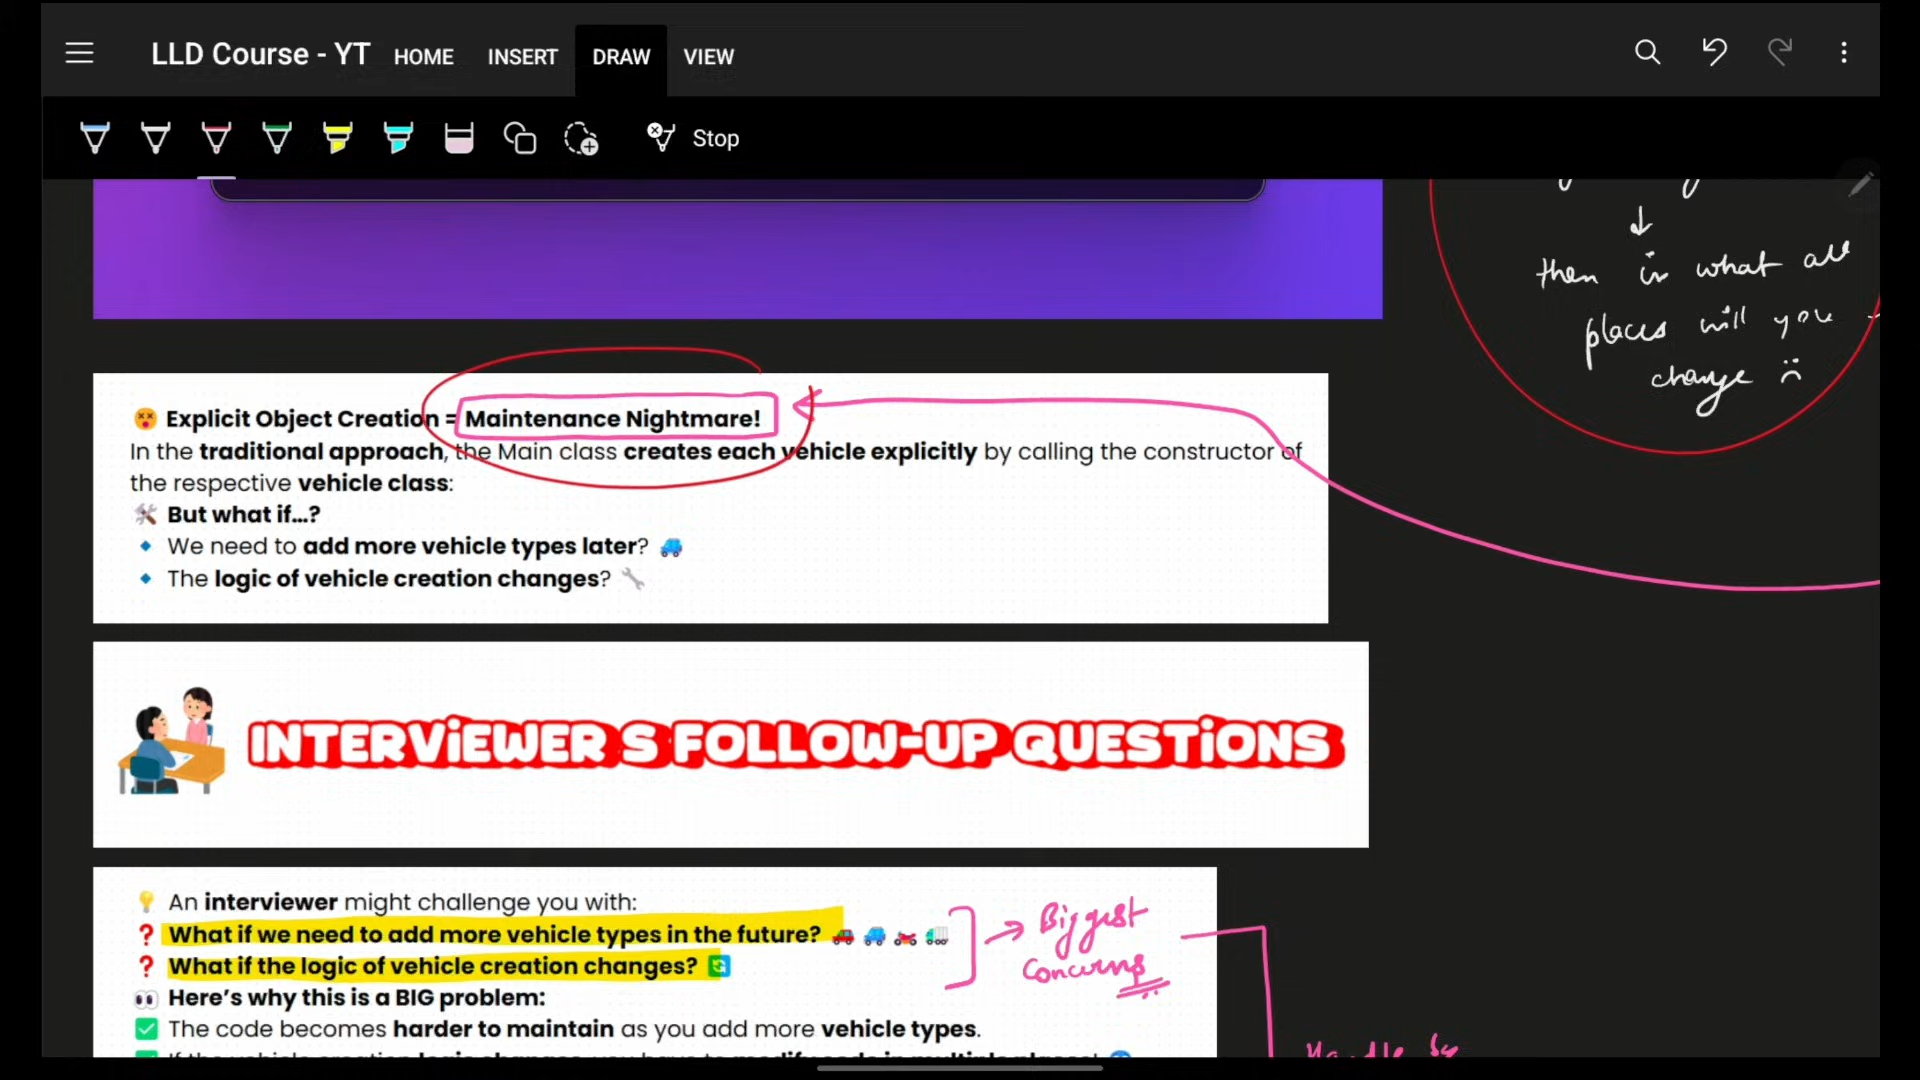 LLD Course - YT HOME INSERT DRAW VIEW
Stop
then in what all
places will you
change
Explicit Object Creation = Maintenance Nightmare!
In the traditional approach, the Main class creates each vehicle explicitly by calling the constructor of
the respective vehicle class:
But what if...?
We need to add more vehicle types later?
The logic of vehicle creation changes?
INTERVIEWER S FOLLOW-UP QUESTIONS
An interviewer might challenge you with:
What if we need to add more vehicle types in the future?
What if the logic of vehicle creation changes?
Biggest
Concerns
Here's why this is a BIG problem:
The code becomes harder to maintain as you add more vehicle types.